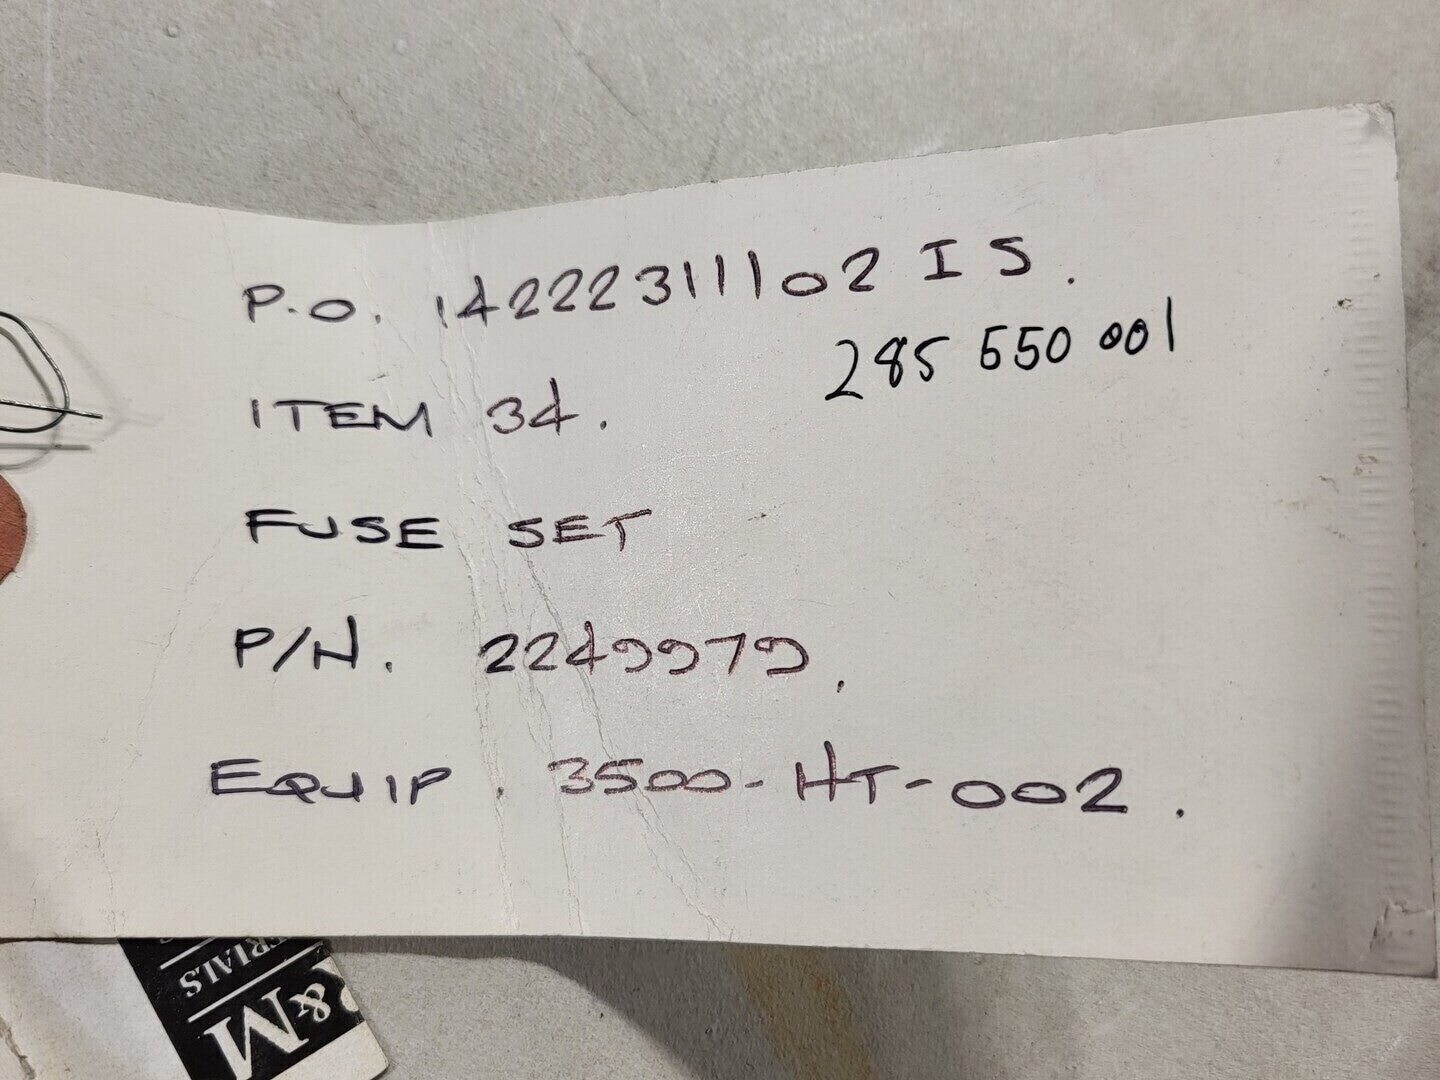 P.O. 14222311102 IS.
285 550 001
ITEM 34.
FUSE SET
P/N. 2249979.
EQUIP. 3500-HT-002.
&M